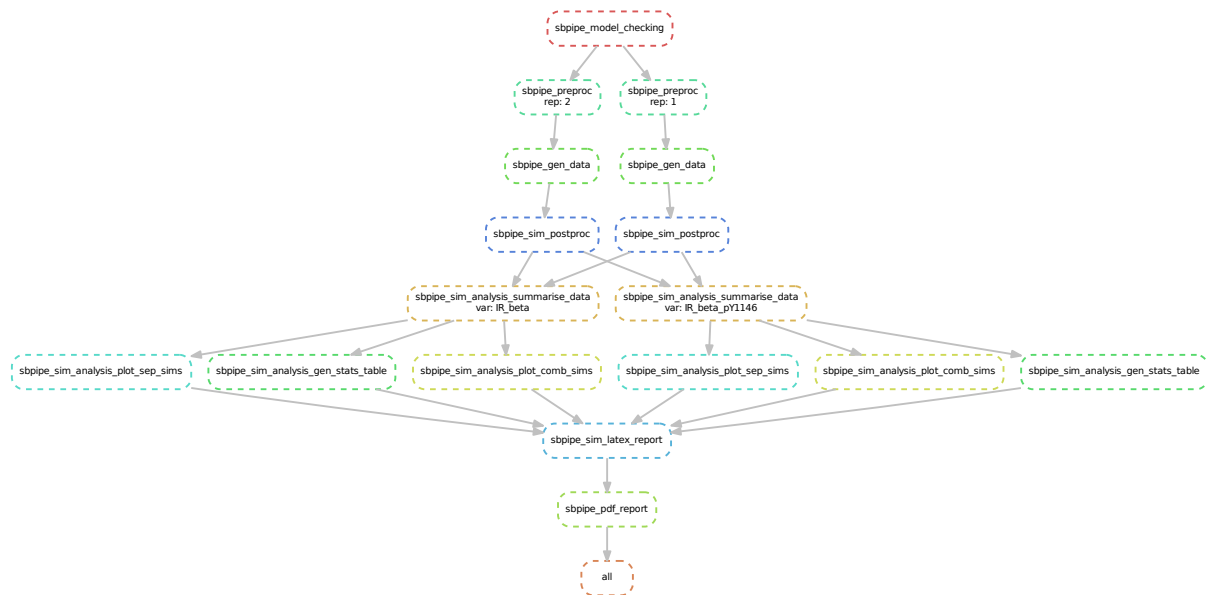 sbpipe_model_checking
sbpipe_preproc
rep: 2
sbpipe_preproc
rep: 1
sbpipe_gen_data
sbpipe_gen_data
sbpipe_sim_postproc
sbpipe_sim_postproc
sbpipe_sim_analysis_summarise_data
var: IR_beta
sbpipe_sim_analysis_summarise_data
var: IR_beta_pY1146
sbpipe_sim_analysis_plot_sep_sims
sbpipe_sim_analysis_gen_stats_table
sbpipe_sim_analysis_plot_comb_sims
sbpipe_sim_analysis_plot_sep_sims
sbpipe_sim_analysis_plot_comb_sims
sbpipe_sim_analysis_gen_stats_table
sbpipe_sim_latex_report
sbpipe_pdf_report
all